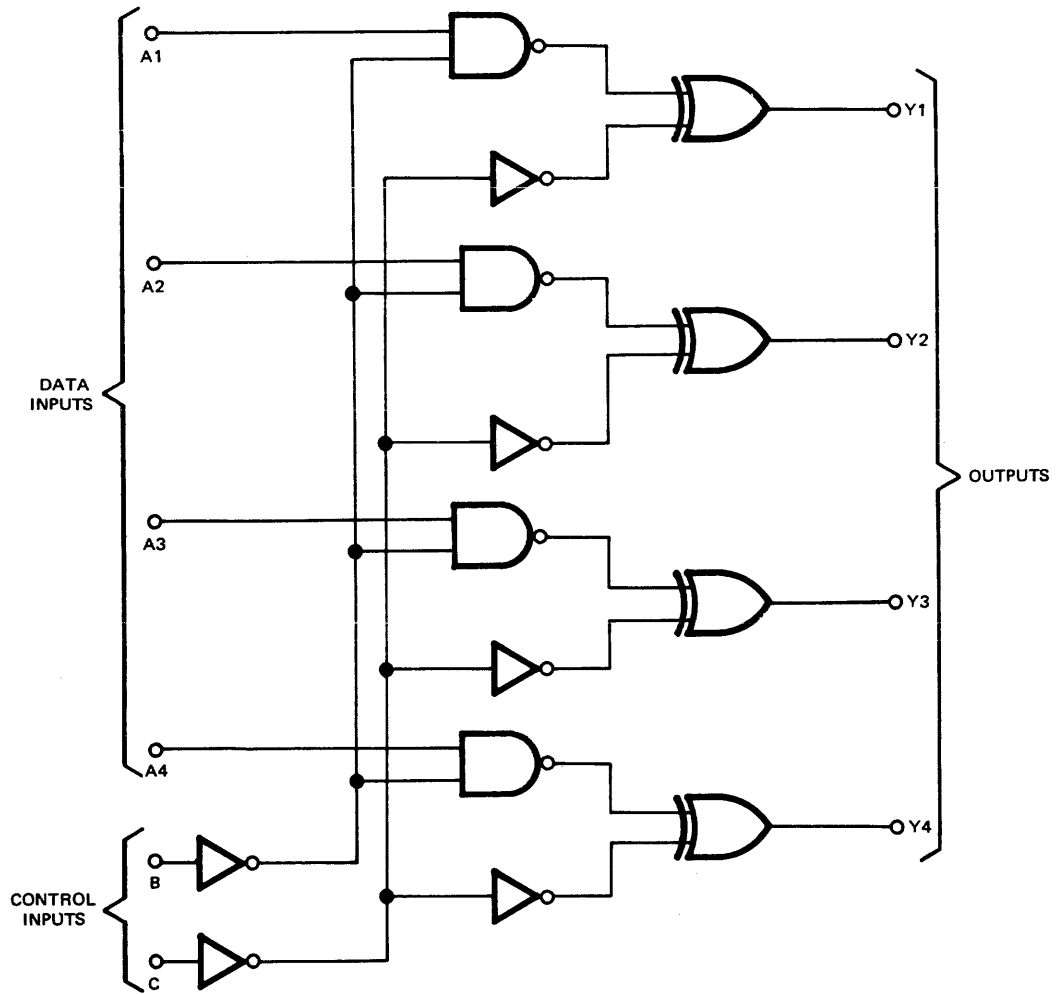 A1
Y1
A2
Y2
DATA
INPUTS
OUTPUTS
A3
Y3
A4
Y4
B
CONTROL
INPUTS
C